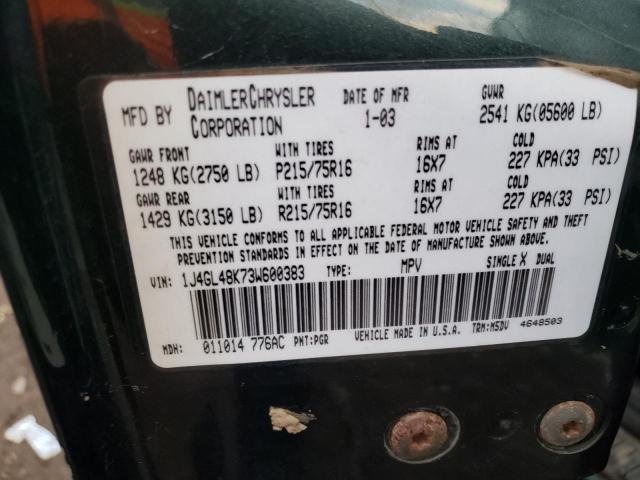 MFD BY DAIMLERCHRYSLER CORPORATION DATE OF MFR 1-03 GVWR 2541 KG(05600 LB)
GAWR FRONT WITH TIRES RIMS AT COLD
1248 KG(2750 LB) P215/75R16 16X7 227 KPA(33 PSI)
GAWR REAR WITH TIRES RIMS AT COLD
1429 KG(3150 LB) R215/75R16 16X7 227 KPA(33 PSI)
THIS VEHICLE CONFORMS TO ALL APPLICABLE FEDERAL MOTOR VEHICLE SAFETY AND THEFT
PREVENTION STANDARDS IN EFFECT ON THE DATE OF MANUFACTURE SHOWN ABOVE.
VIN: 1J4GL48K73W600383 TYPE: MPV SINGLE X DUAL
MDH: 011014 776AC PNT:PGR VEHICLE MADE IN U.S.A. TRM:M5DV 4648503